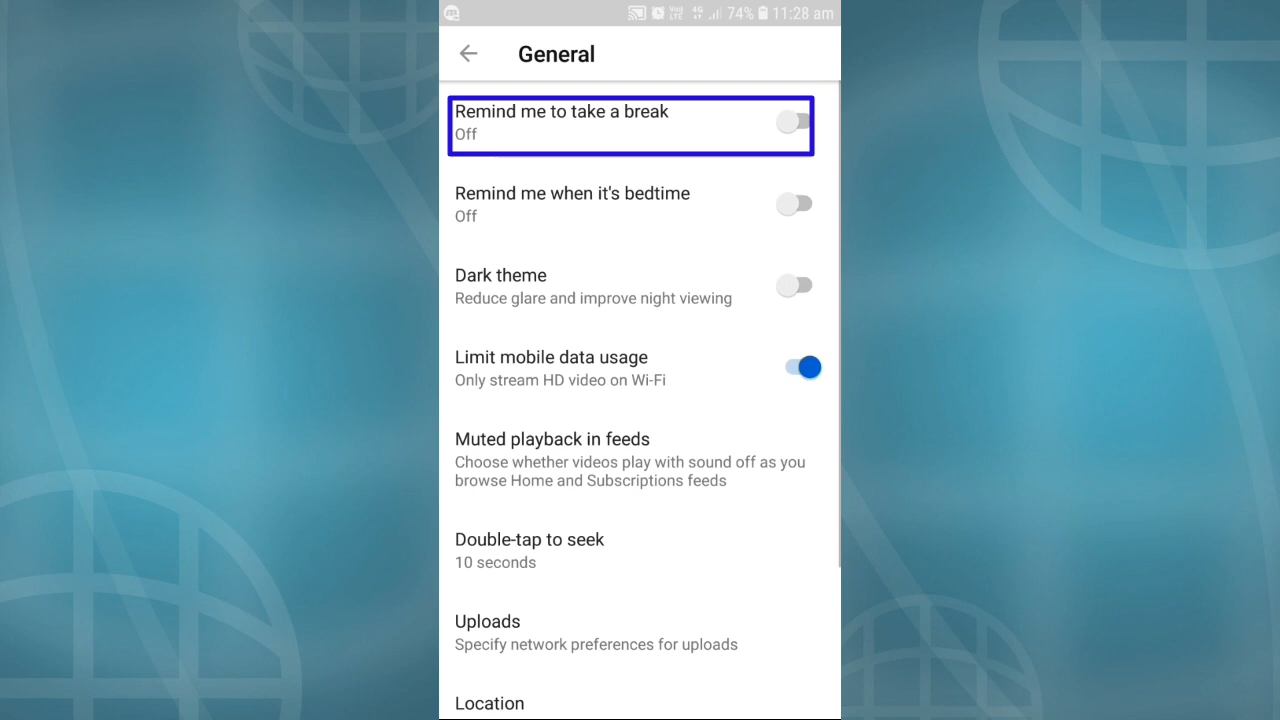 Vo) LTE 4G 74% 11:28 am
General
Remind me to take a break
Off
Remind me when it's bedtime
Off
Dark theme
Reduce glare and improve night viewing
Limit mobile data usage
Only stream HD video on Wi-Fi
Muted playback in feeds
Choose whether videos play with sound off as you
browse Home and Subscriptions feeds
Double-tap to seek
10 seconds
Uploads
Specify network preferences for uploads
Location